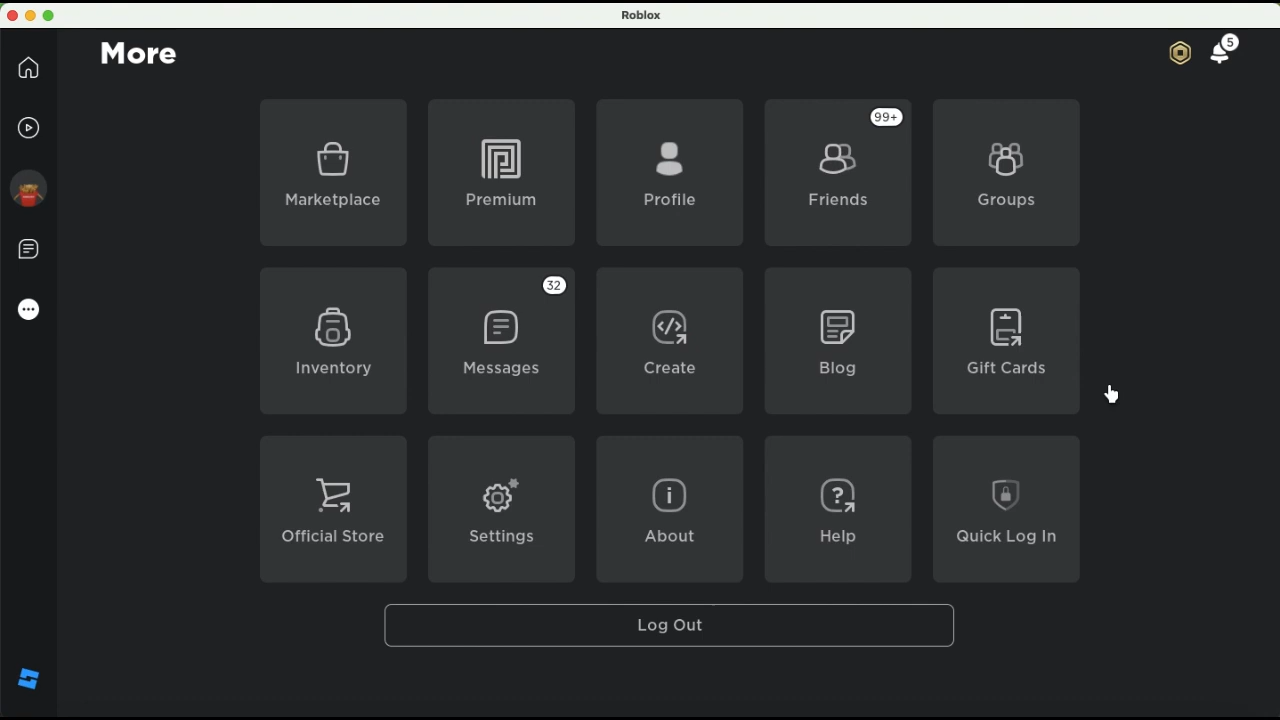 Roblox
More
5
Marketplace
Premium
Profile
99+
Friends
Groups
Inventory
32
Messages
Create
Blog
Gift Cards
Official Store
Settings
About
Help
Quick Log In
Log Out